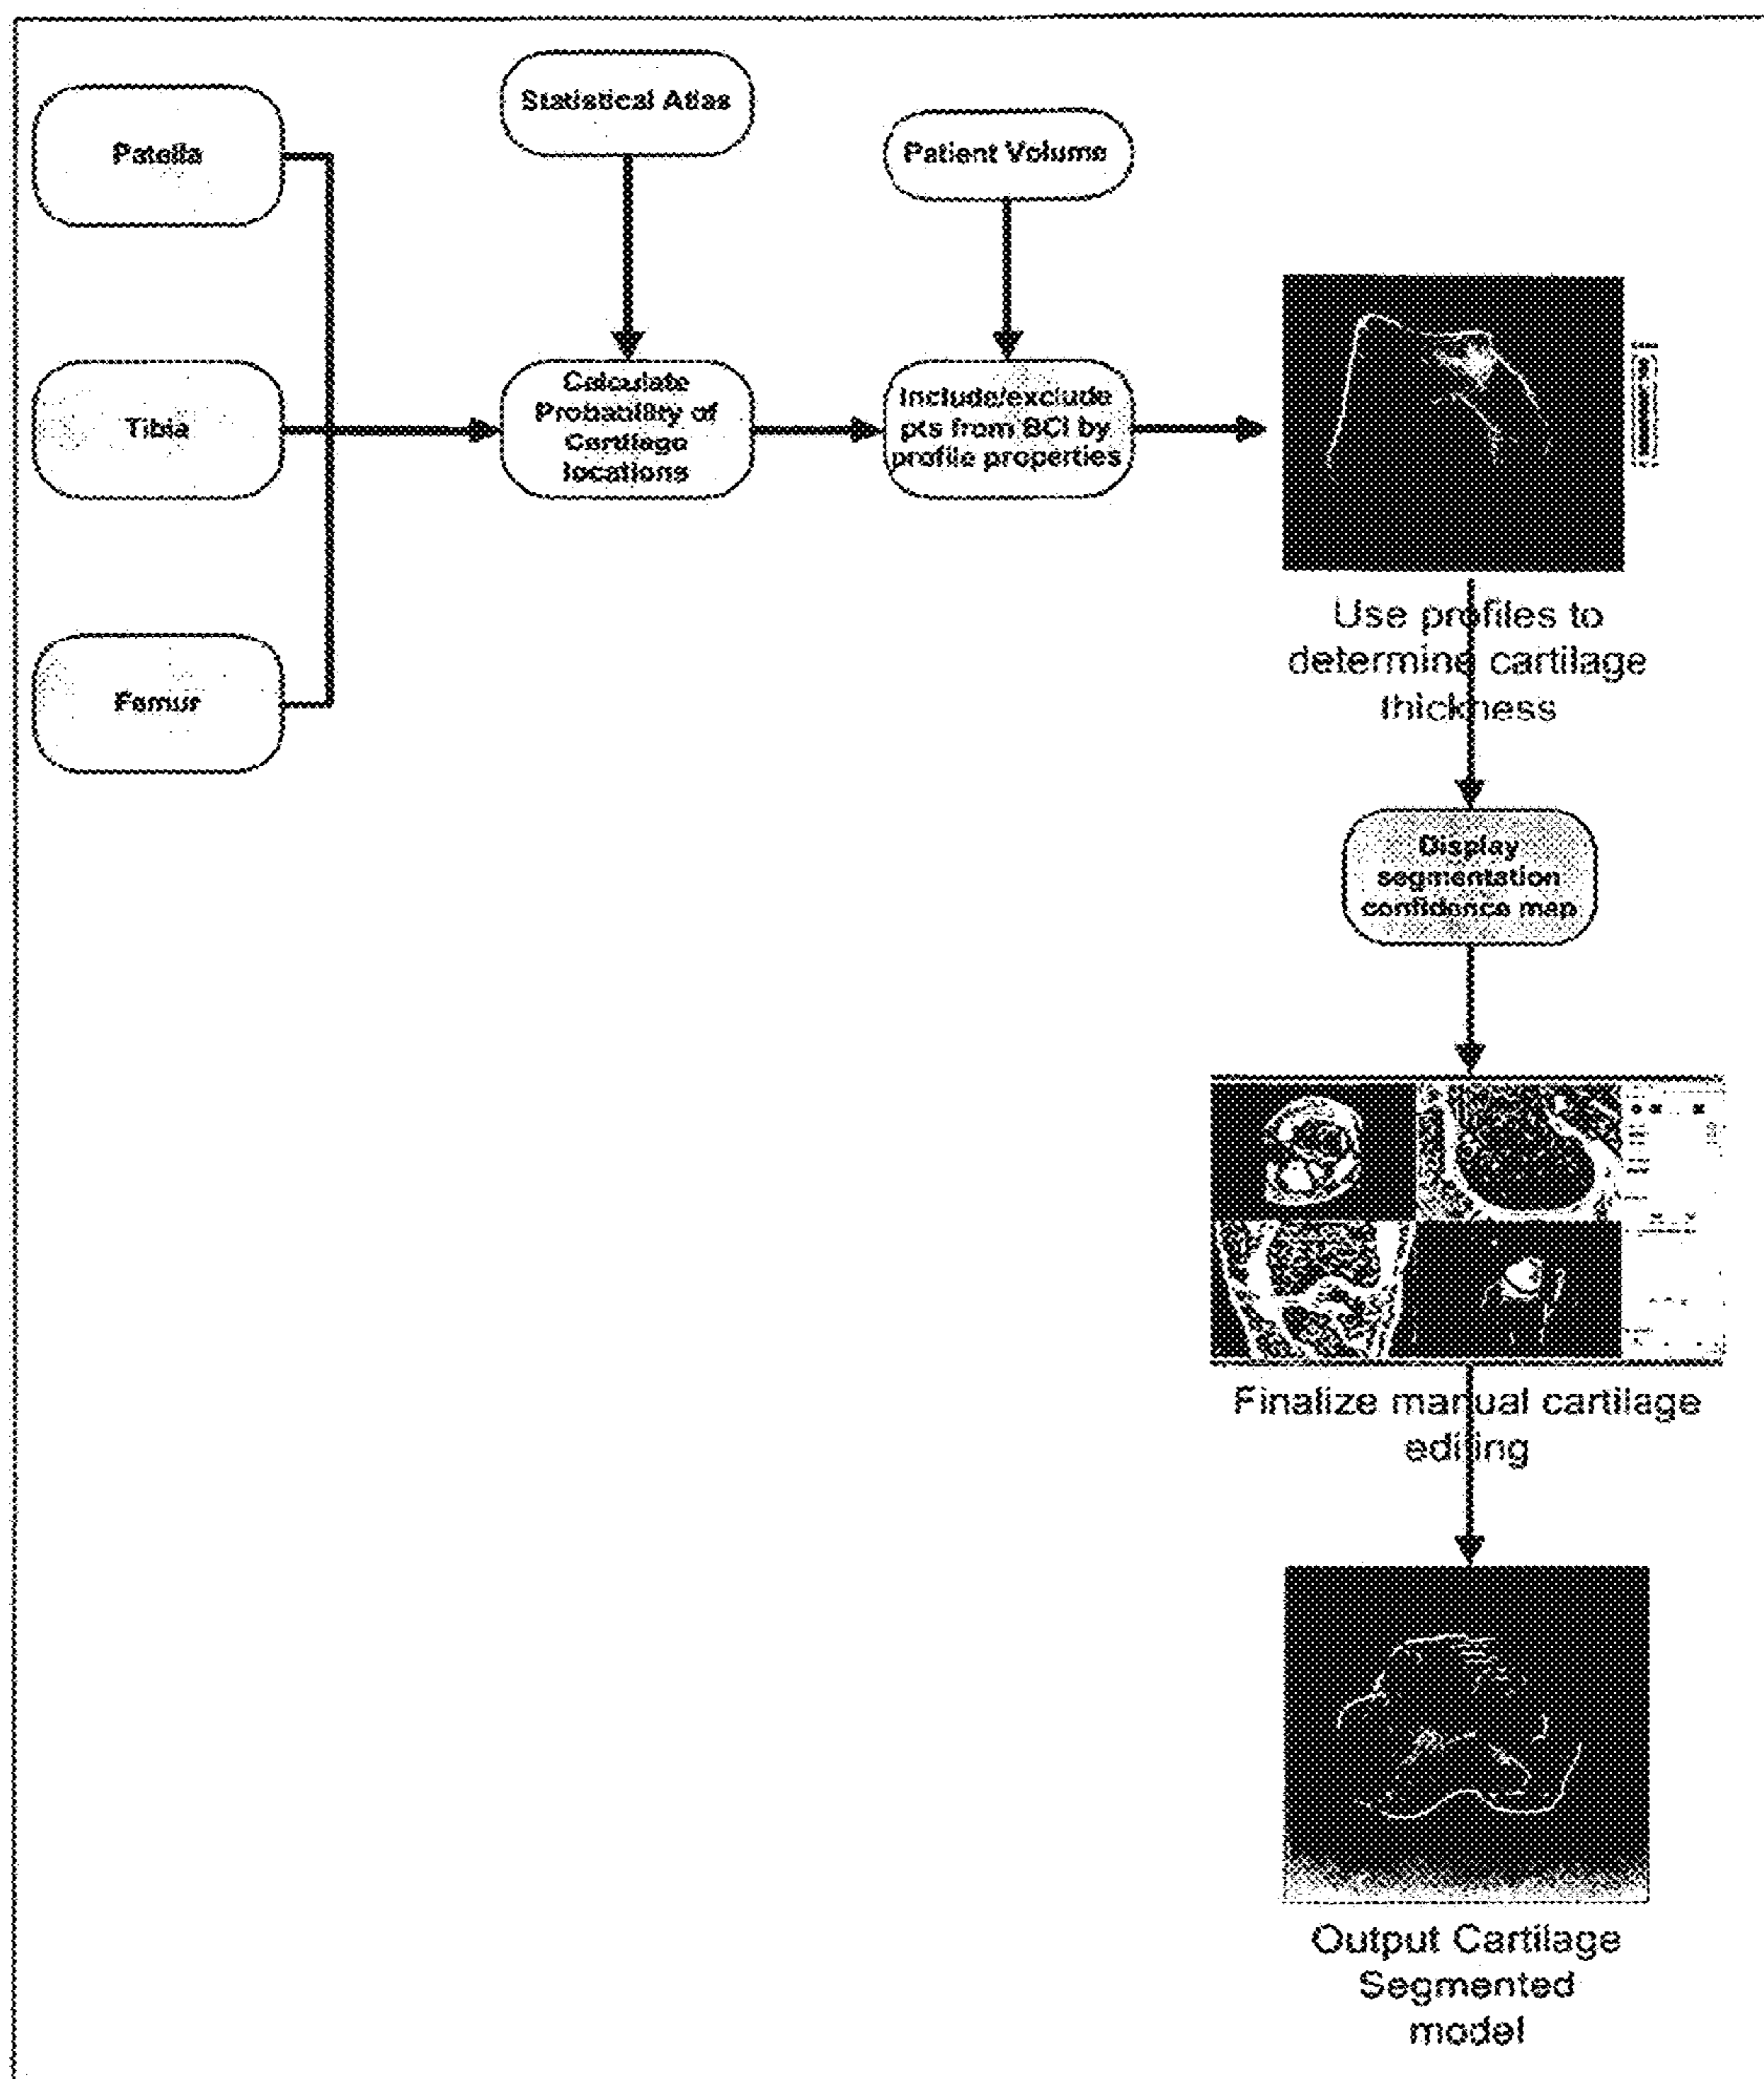 Statistical Atlas
Patella
Patient Volume
Tibia
Calculate
Probability of
Cartilage
locations
Include/exclude
pts from BCI by
profile properties
Femur
Use profiles to
determine cartilage
thickness
Display
segmentation
confidence map
Finalize manual cartilage
editing
Output Cartilage
Segmented
model